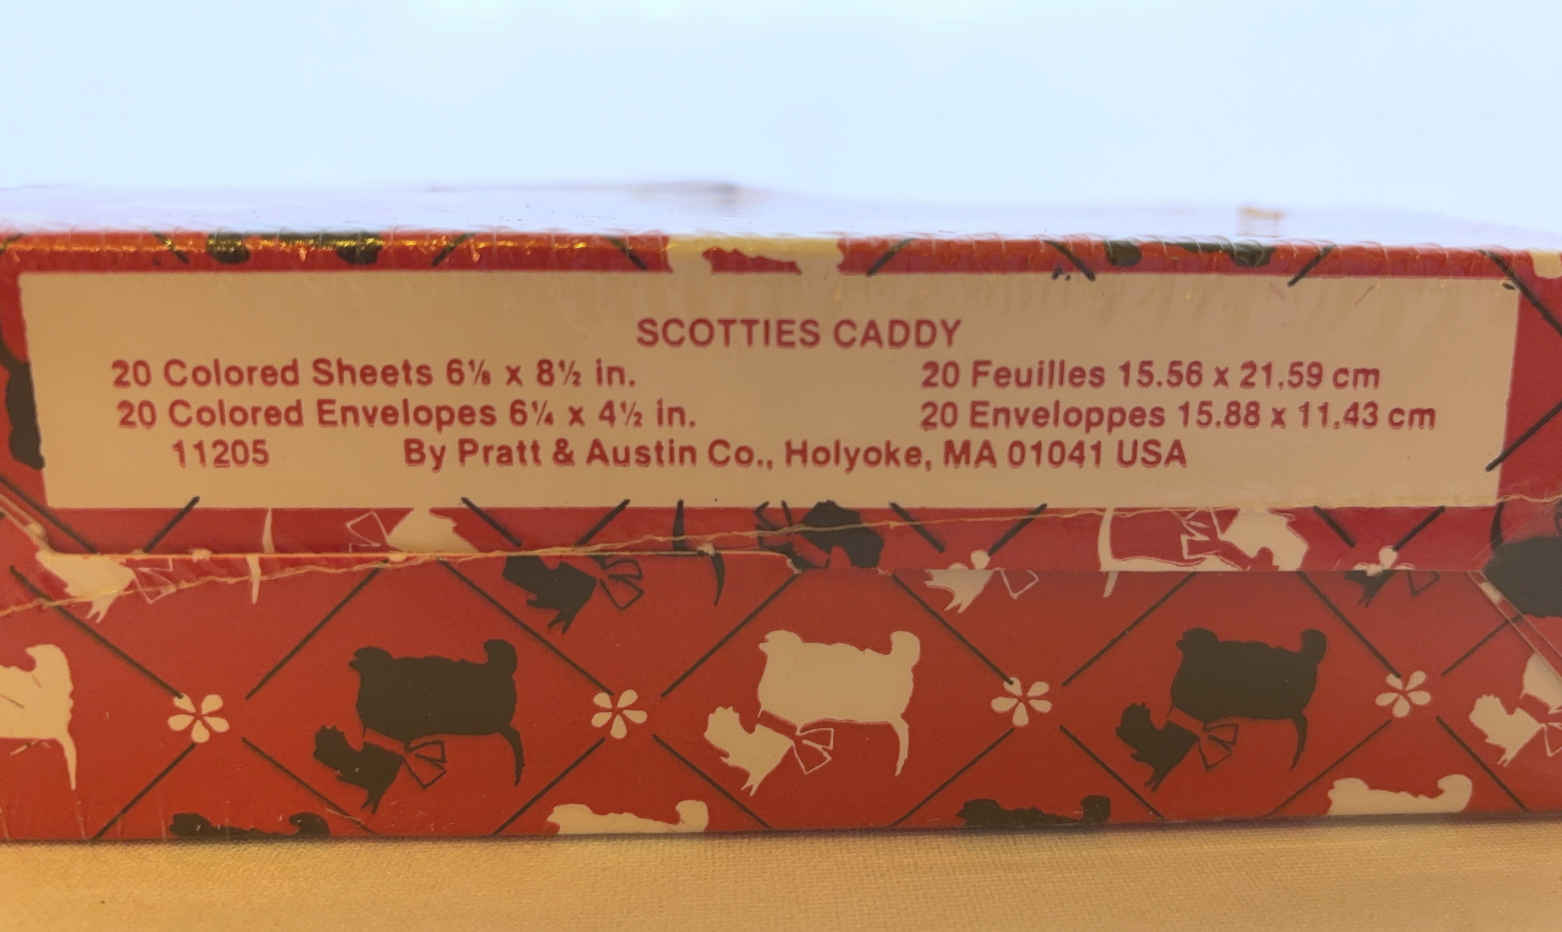 SCOTTIES CADDY
20 Colored Sheets 6⅛ x 8½ in. 20 Feuilles 15.56 x 21.59 cm
20 Colored Envelopes 6¼ x 4½ in. 20 Enveloppes 15.88 x 11.43 cm
11205 By Pratt & Austin Co., Holyoke, MA 01041 USA